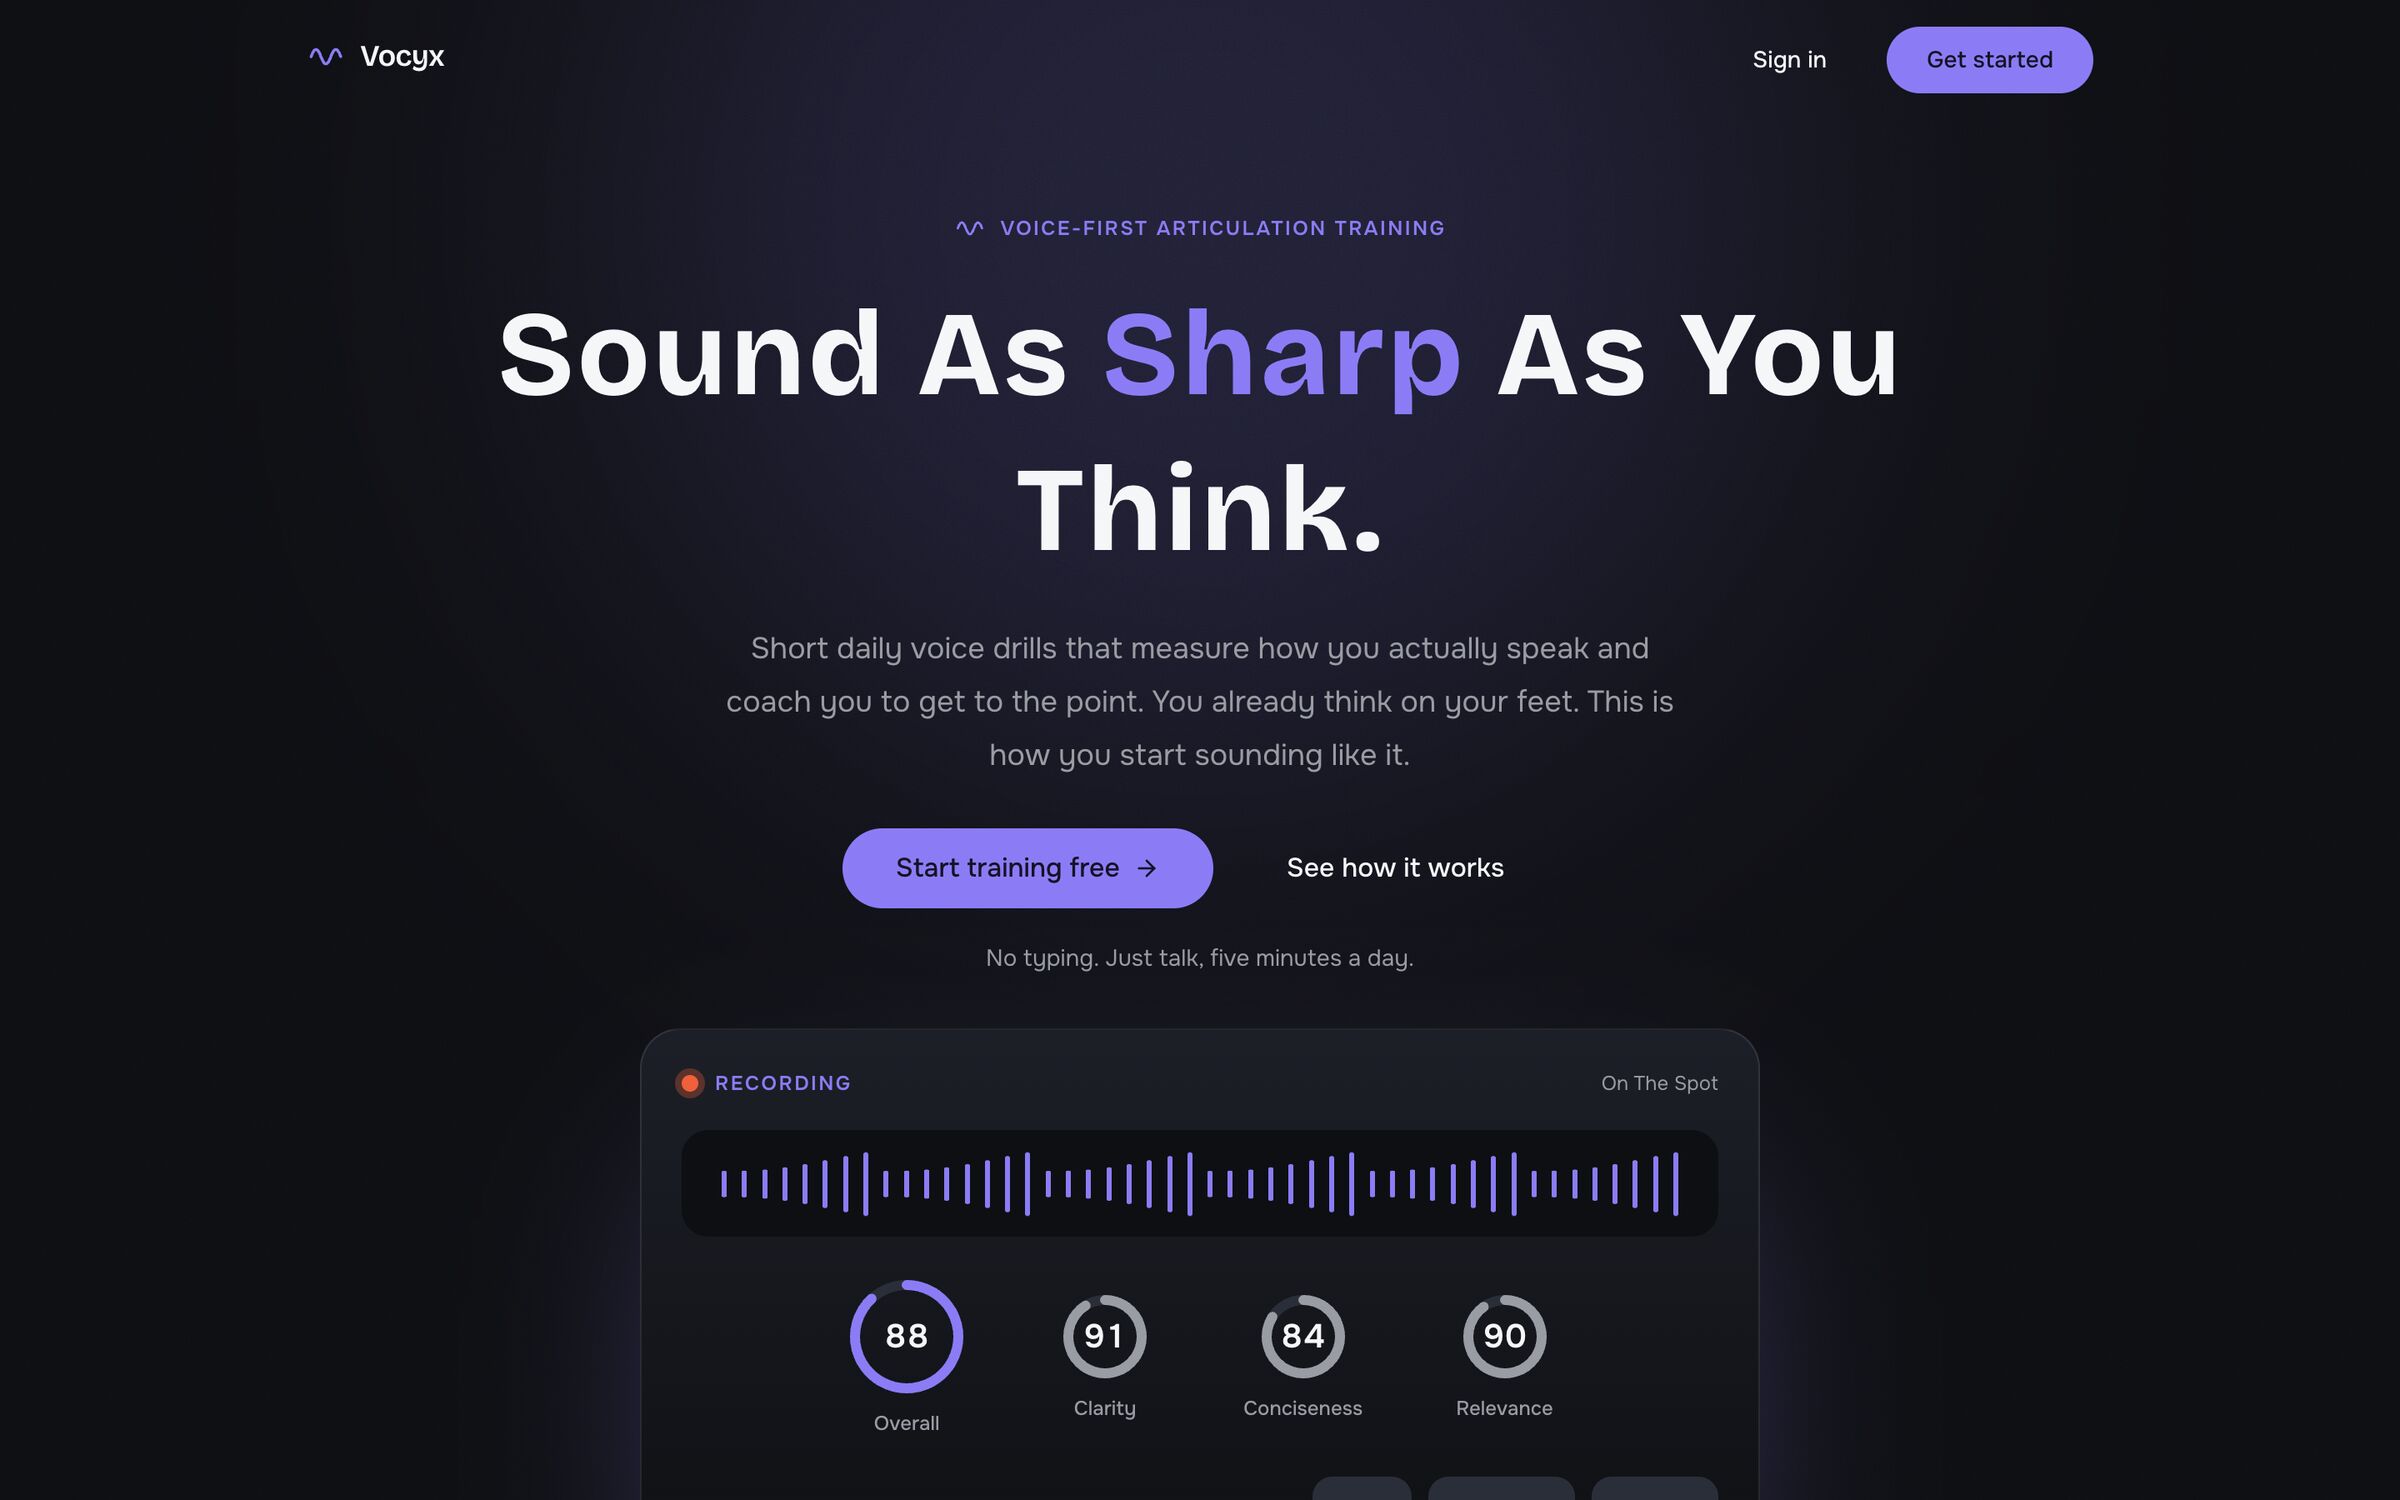 Vocyx
Sign in
Get started
VOICE-FIRST ARTICULATION TRAINING
Sound As Sharp As You
Think.
Short daily voice drills that measure how you actually speak and
coach you to get to the point. You already think on your feet. This is
how you start sounding like it.
Start training free →
See how it works
No typing. Just talk, five minutes a day.
RECORDING
On The Spot
88
91
84
90
Overall
Clarity
Conciseness
Relevance